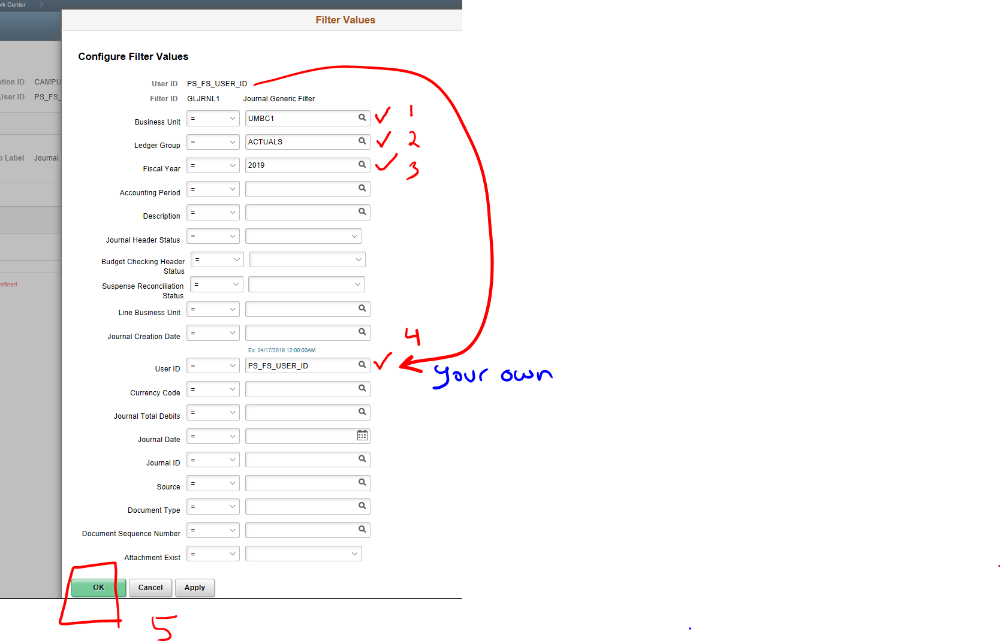 rk Center
Filter Values
Configure Filter Values
User ID PS_FS_USER_ID
tion ID CAMPU
Filter ID GLJRNL1 Journal Generic Filter
User ID PS_FS_
Business Unit = UMBC1 1
Ledger Group = ACTUALS 2
o Label Journal
Fiscal Year = 2019 3
Accounting Period =
Description =
Journal Header Status =
Budget Checking Header =
Status
Suspense Reconciliation =
Status
efined
Line Business Unit =
Journal Creation Date = 4
Ex. 04/17/2019 12:00:00AM
User ID = PS_FS_USER_ID
your own
Currency Code =
Journal Total Debits =
Journal Date =
Journal ID =
Source =
Document Type =
Document Sequence Number =
Attachment Exist =
OK Cancel Apply
5